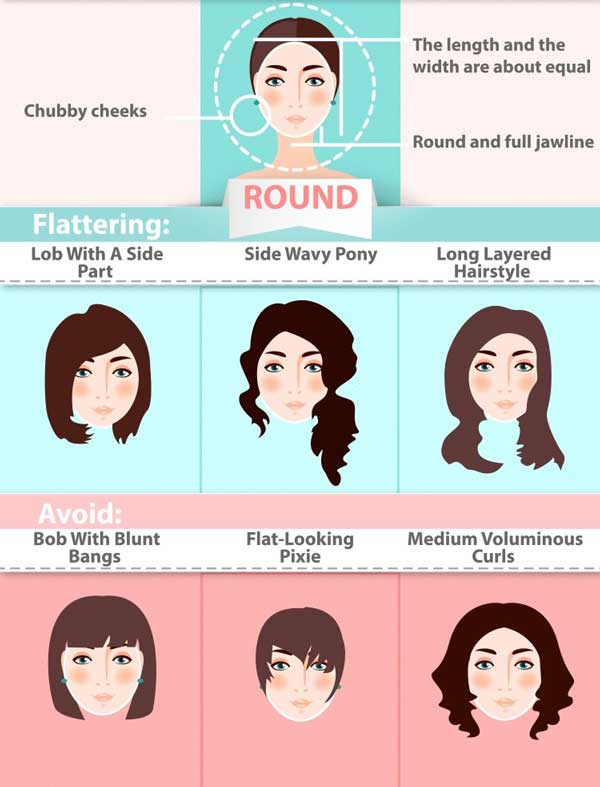 The length and the
width are about equal
Chubby cheeks
Round and full jawline
ROUND
Flattering:
Lob With A Side
Part
Side Wavy Pony
Long Layered
Hairstyle
Avoid:
Bob With Blunt
Bangs
Flat-Looking
Pixie
Medium Voluminous
Curls